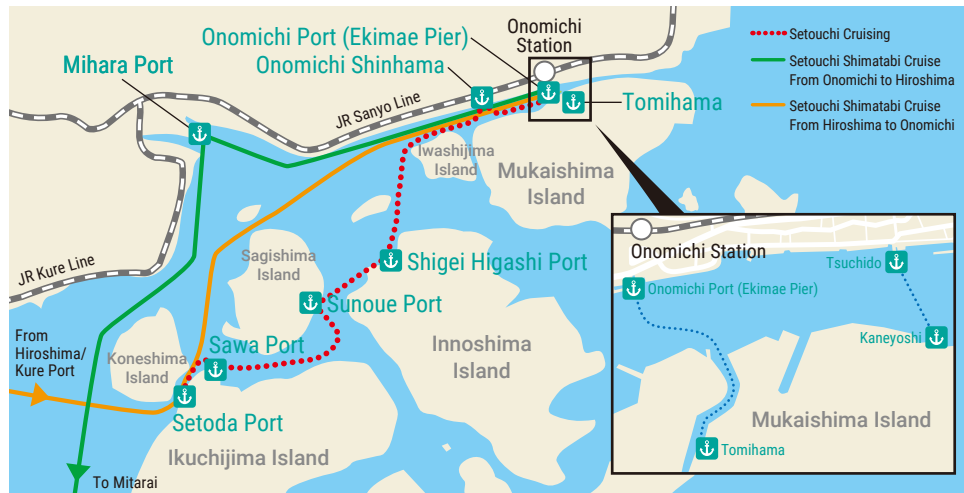 Onomichi Port (Ekimae Pier)
Onomichi Shinhama
Onomichi
Station
Mihara Port
JR Sanyo Line
Tomihama
Iwashijima
Island
Mukaishima
Island
Setouchi Cruising
Setouchi Shimatabi Cruise
From Onomichi to Hiroshima
Setouchi Shimatabi Cruise
From Hiroshima to Onomichi
JR Kure Line
Sagishima
Island
Shigei Higashi Port
Sunoue Port
From
Hiroshima/
Kure Port
Koneshima
Island
Sawa Port
Innoshima
Island
Setoda Port
Ikuchijima Island
To Mitarai
Onomichi Station
Tsuchido
Onomichi Port (Ekimae Pier)
Kaneyoshi
Mukaishima Island
Tomihama